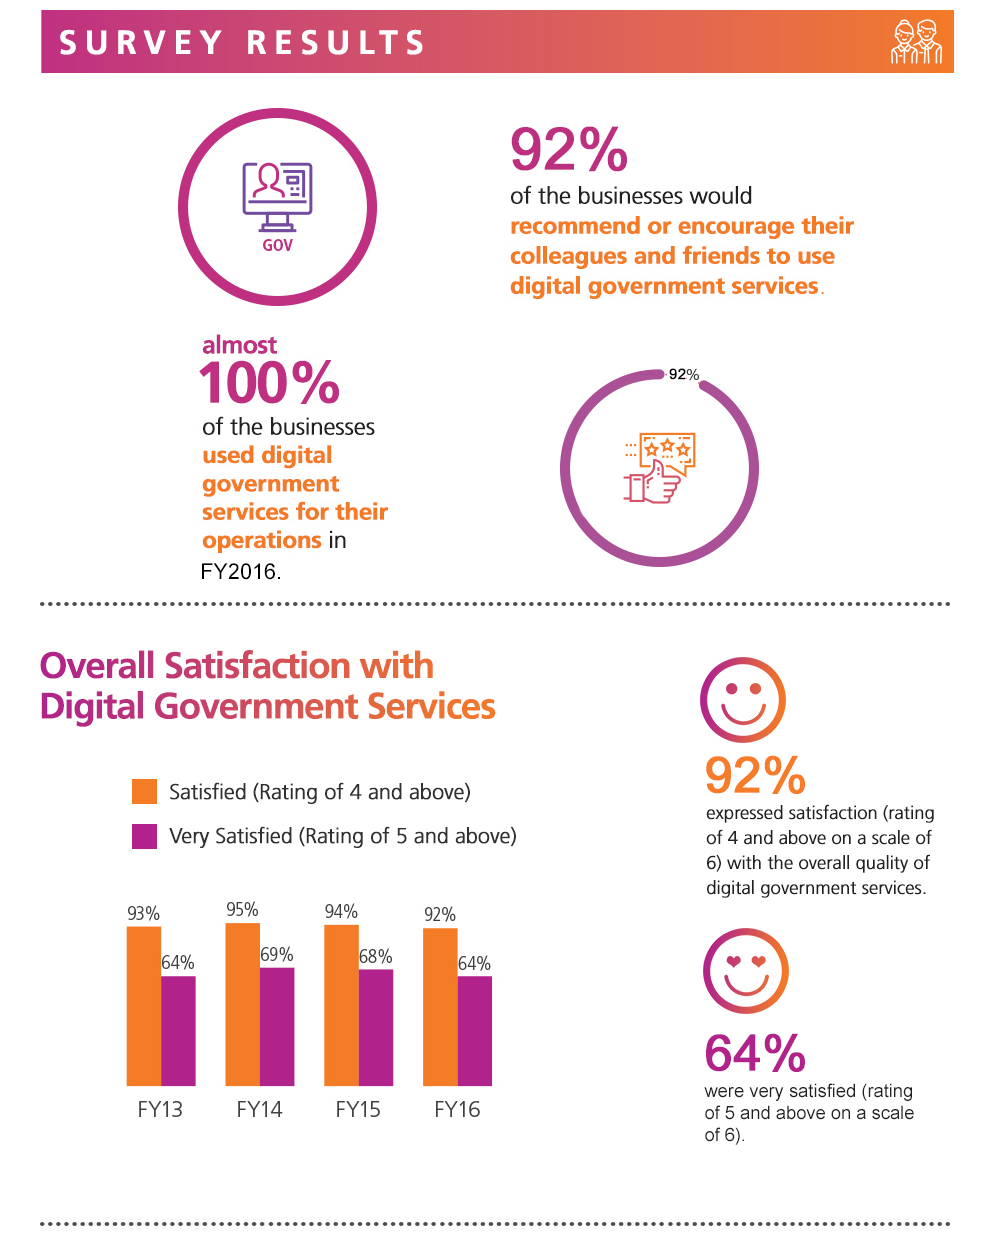 SURVEY RESULTS
GOV
almost
100%
of the businesses
used digital
government
services for their
operations in
FY2016.
92%
of the businesses would
recommend or encourage their
colleagues and friends to use
digital government services.
92%
Overall Satisfaction with
Digital Government Services
Satisfied (Rating of 4 and above)
Very Satisfied (Rating of 5 and above)
93%
64%
95%
69%
94%
68%
92%
64%
FY13
FY14
FY15
FY16
92%
expressed satisfaction (rating
of 4 and above on a scale of
6) with the overall quality of
digital government services.
64%
were very satisfied (rating
of 5 and above on a scale
of 6).